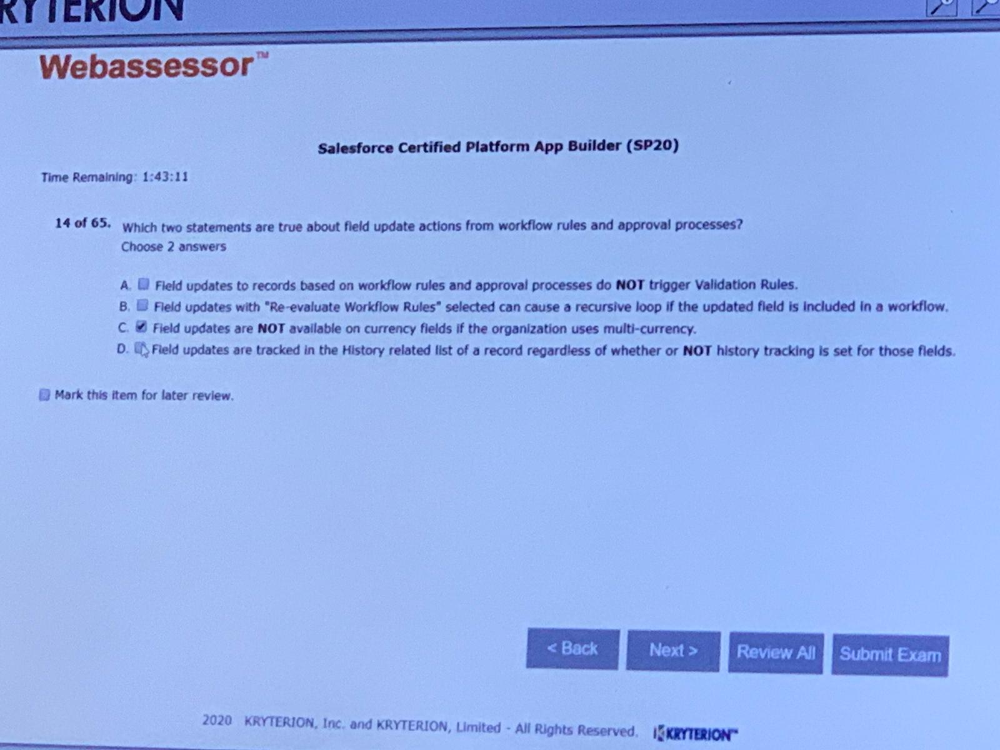 KRYTERION
Webassessor™
Salesforce Certified Platform App Builder (SP20)
Time Remaining: 1:43:11
14 of 65. Which two statements are true about field update actions from workflow rules and approval processes?
Choose 2 answers
A. Field updates to records based on workflow rules and approval processes do NOT trigger Validation Rules.
B. Field updates with "Re-evaluate Workflow Rules" selected can cause a recursive loop if the updated field is included in a workflow.
C. Field updates are NOT available on currency fields if the organization uses multi-currency.
D. Field updates are tracked in the History related list of a record regardless of whether or NOT history tracking is set for those fields.
Mark this item for later review.
< Back Next > Review All Submit Exam
2020 KRYTERION, Inc. and KRYTERION, Limited - All Rights Reserved. KRYTERION™